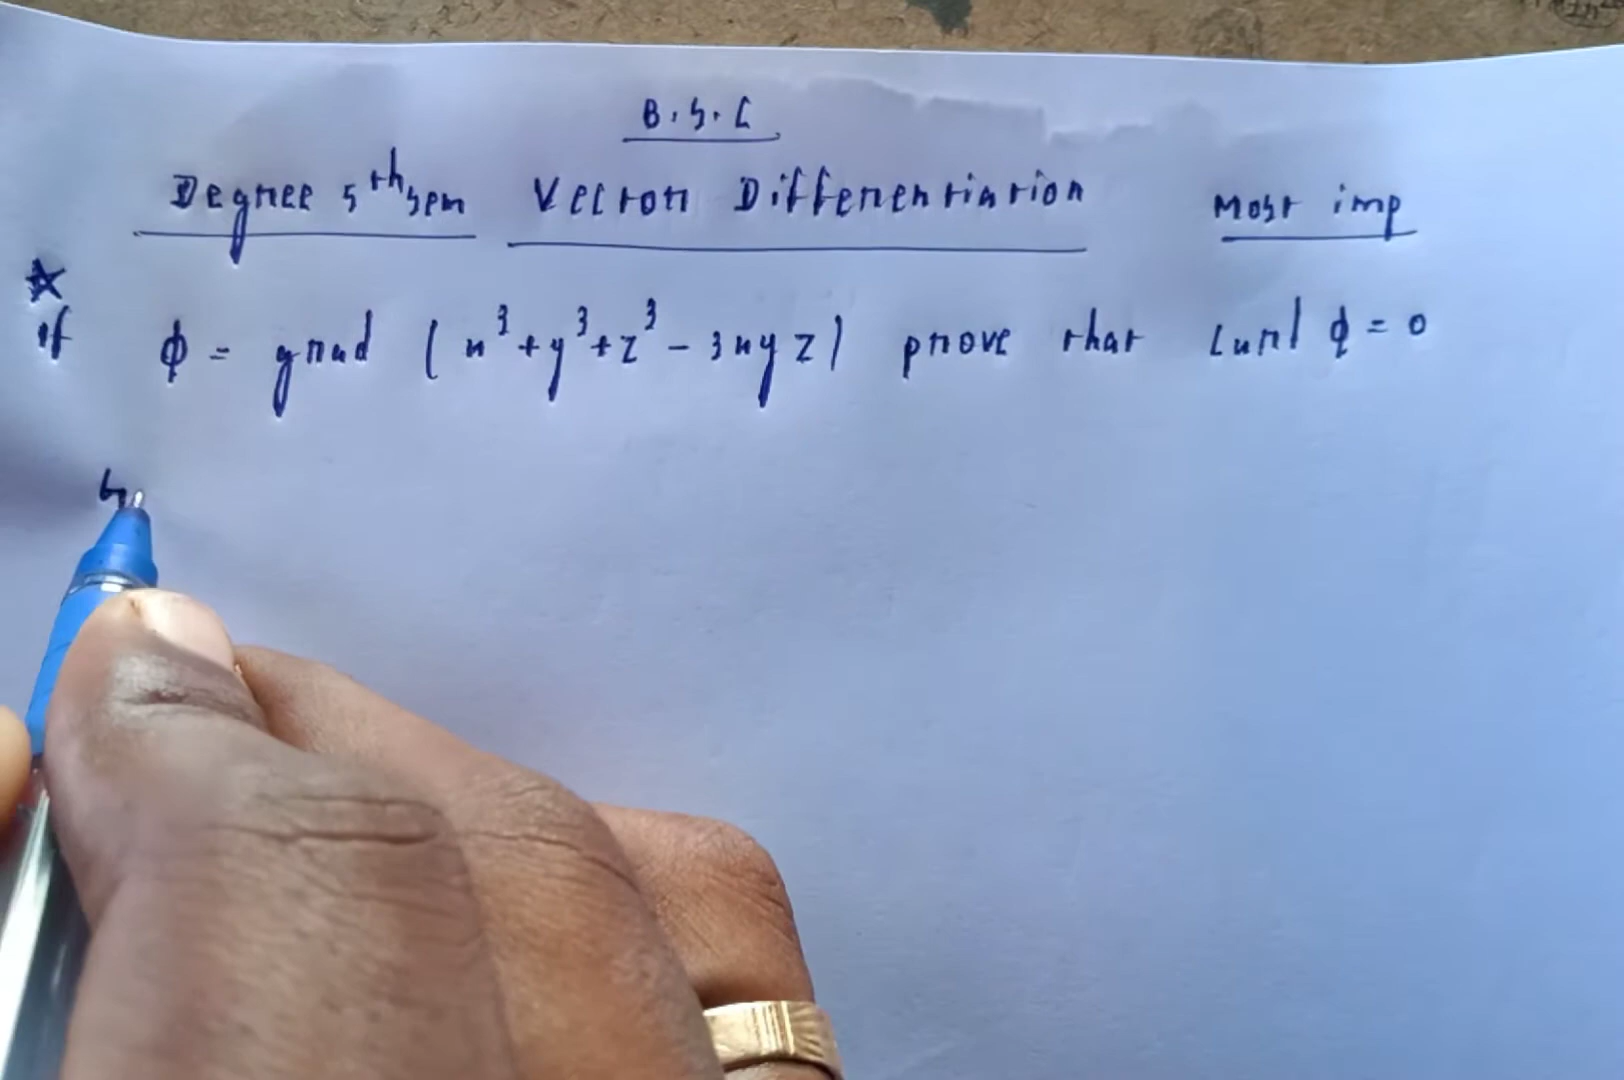 B.S.C
Degree 5th sem Vector Differentiation Most imp
If ϕ = grad (x³+y³+z³-3xyz) prove that curl ϕ = 0
S